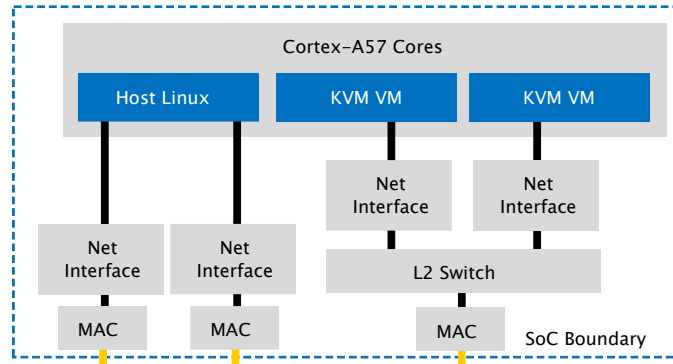 Cortex-A57 Cores
Host Linux
KVM VM
KVM VM
Net
Interface
Net
Interface
Net
Interface
Net
Interface
L2 Switch
MAC
MAC
MAC
SoC Boundary